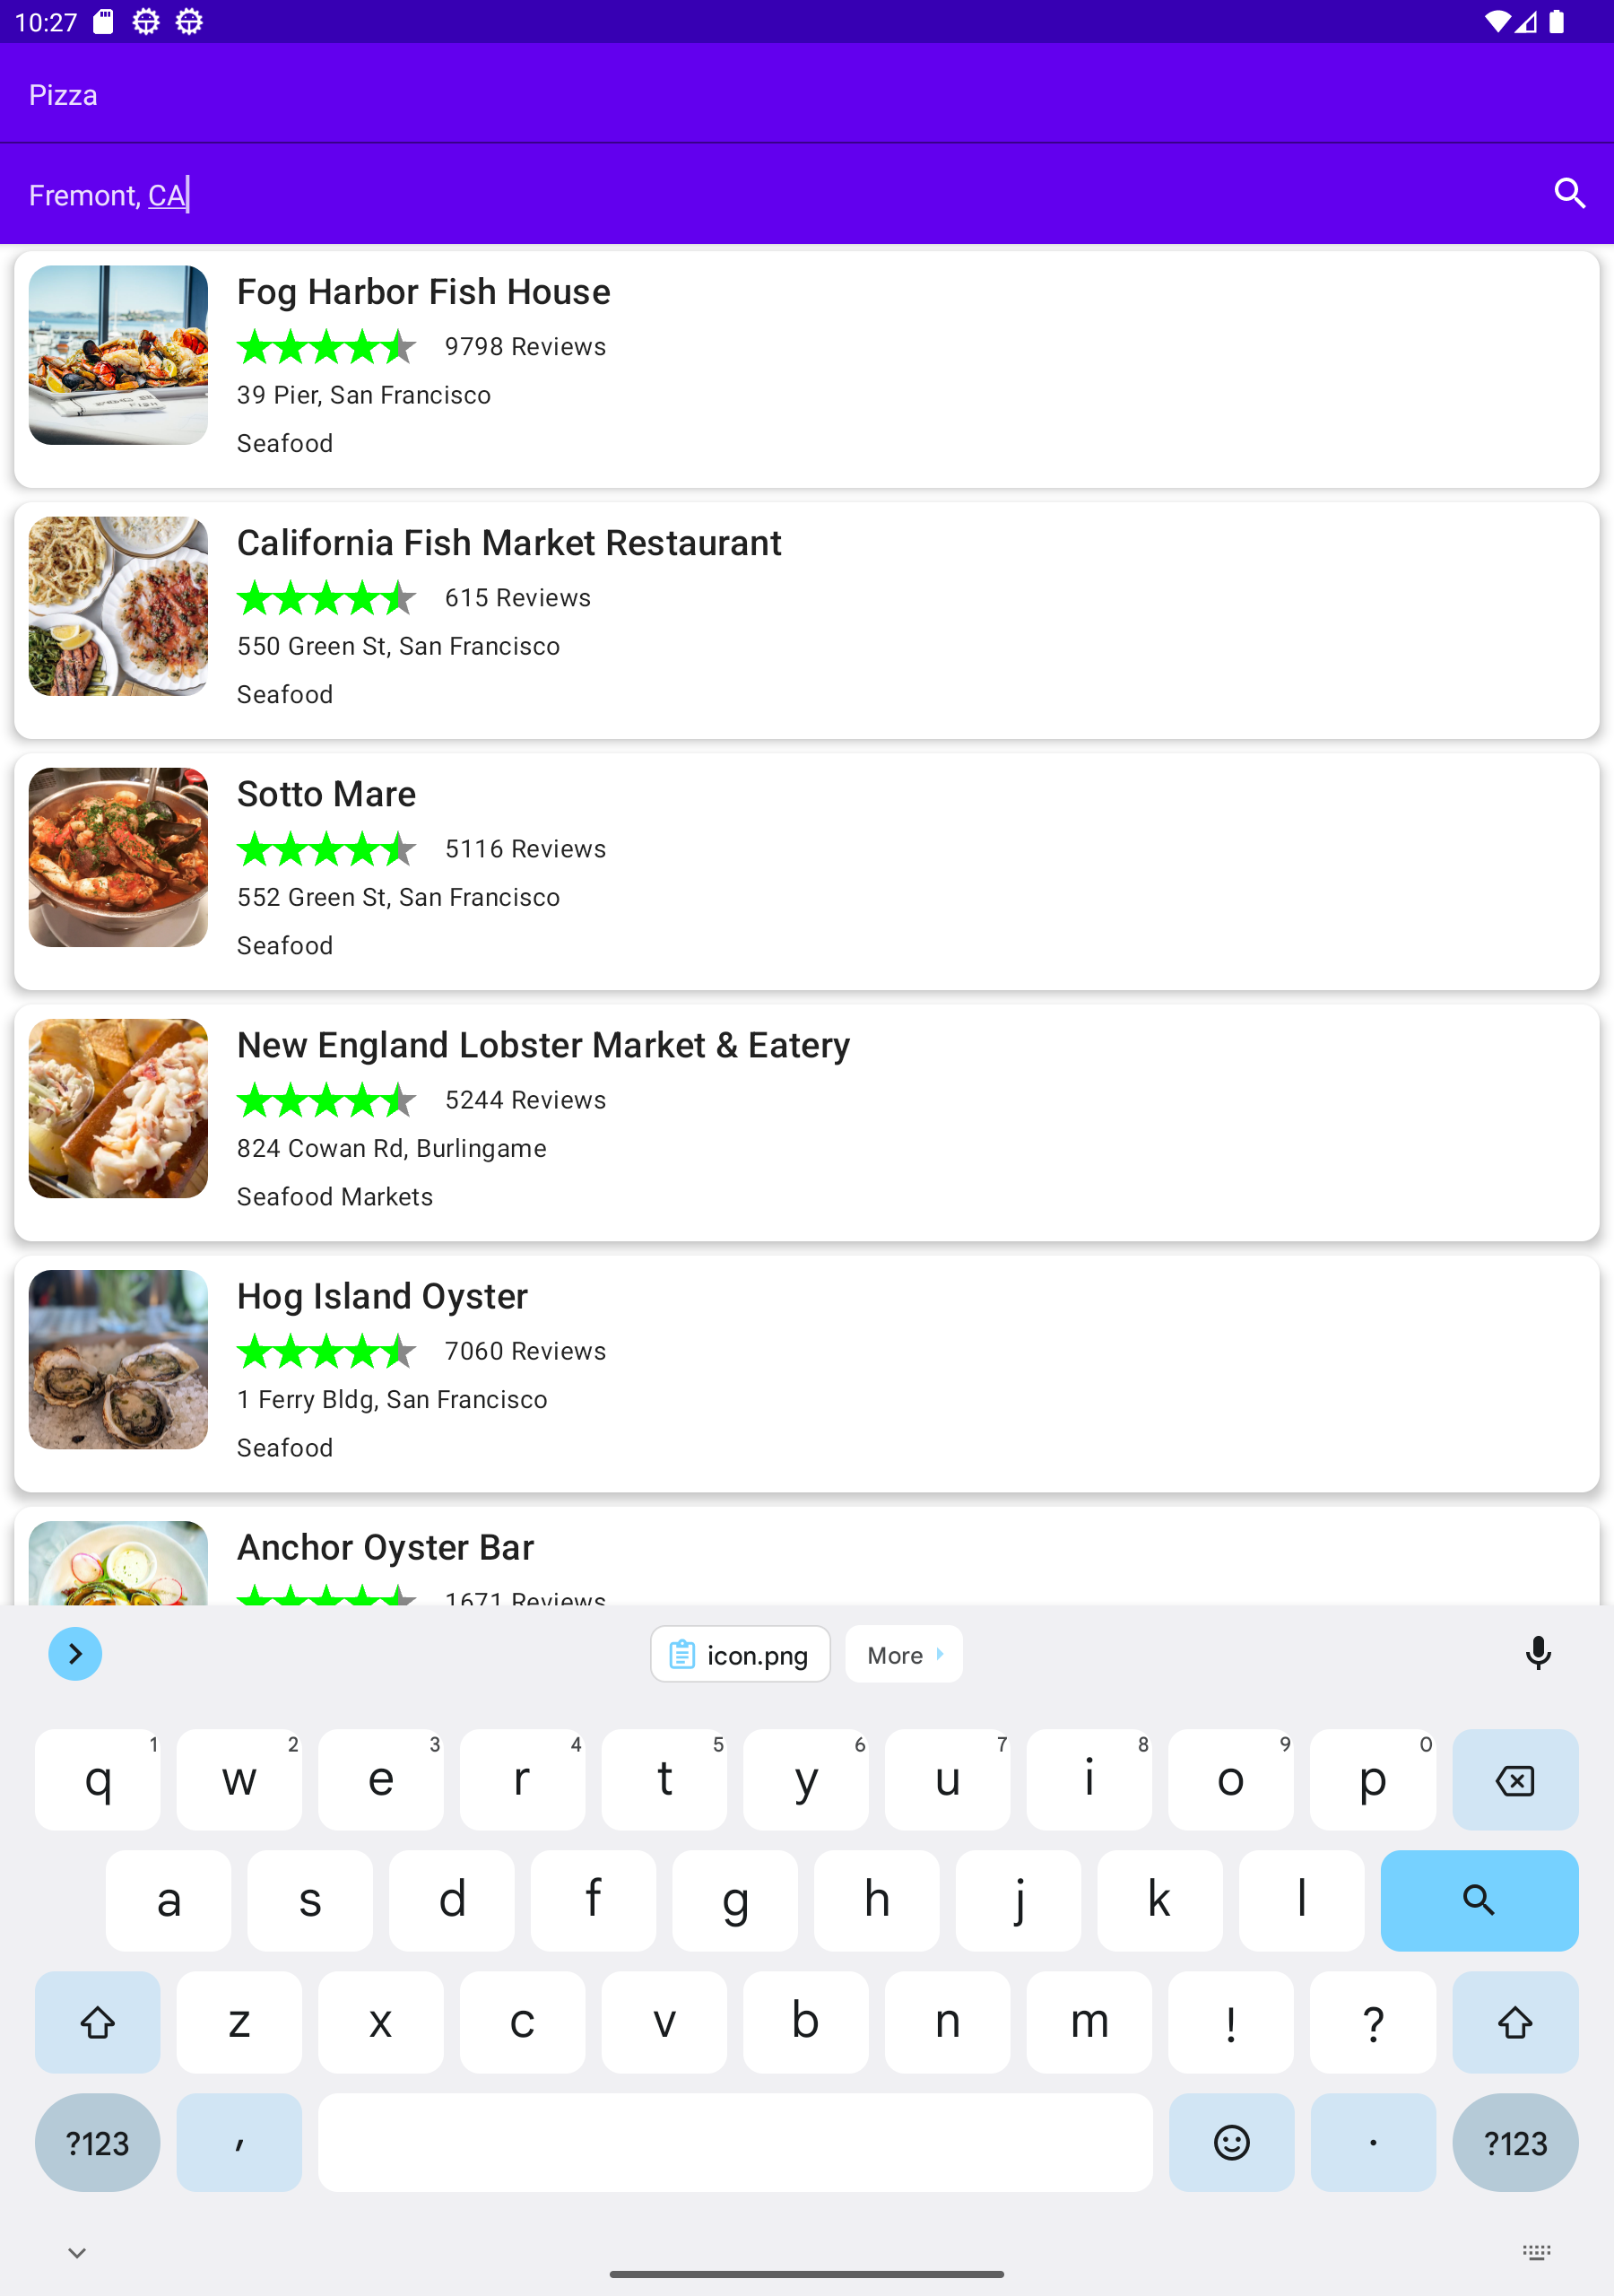 10:27
Pizza
Fremont, CA
Fog Harbor Fish House
9798 Reviews
39 Pier, San Francisco
Seafood
California Fish Market Restaurant
615 Reviews
550 Green St, San Francisco
Seafood
Sotto Mare
5116 Reviews
552 Green St, San Francisco
Seafood
New England Lobster Market & Eatery
5244 Reviews
824 Cowan Rd, Burlingame
Seafood Markets
Hog Island Oyster
7060 Reviews
1 Ferry Bldg, San Francisco
Seafood
Anchor Oyster Bar
1671 Reviews
icon.png More
q 1 w 2 e 3 r 4 t 5 y 6 u 7 i 8 o 9 p 0
a s d f g h j k l
z x c v b n m ! ?
?123 , . ?123